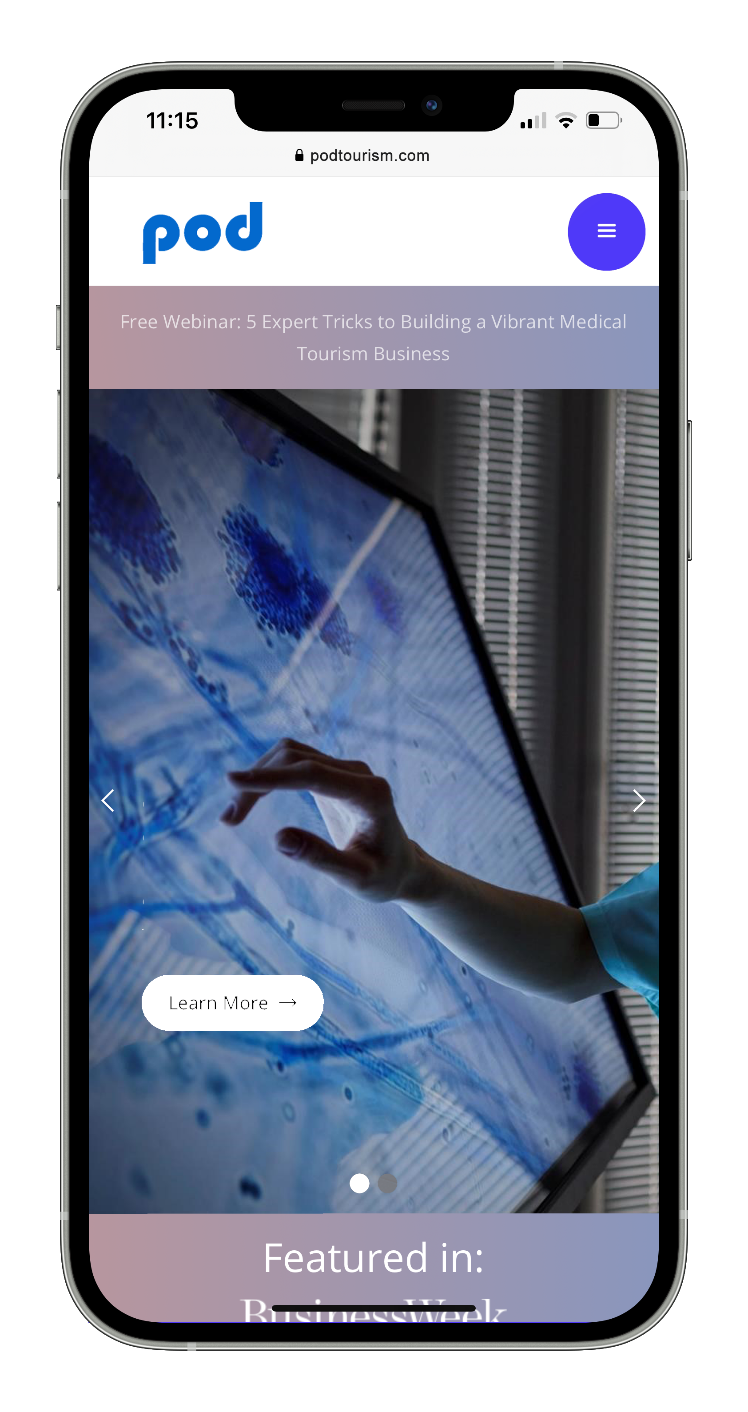 11:15
podtourism.com
pod
Free Webinar: 5 Expert Tricks to Building a Vibrant Medical
Tourism Business
Learn More →
Featured in:
BusinessWeek